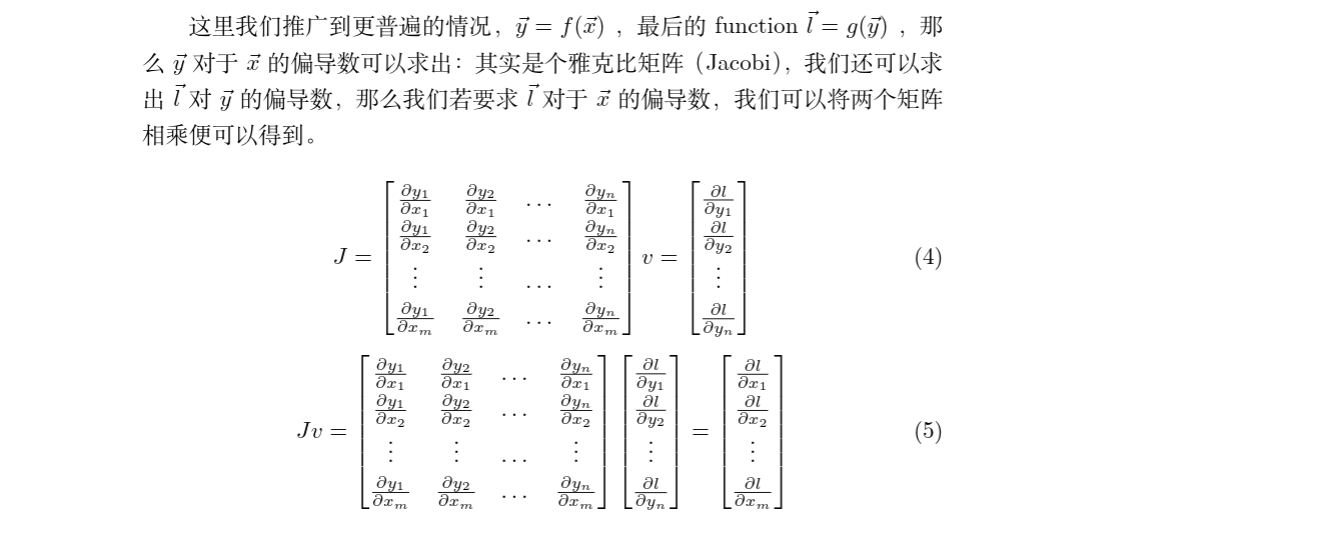 这里我们推广到更普遍的情况，$\vec{y} = f(\vec{x})$ ，最后的 function $\vec{l} = g(\vec{y})$ ，那
么 $\vec{y}$ 对于 $\vec{x}$ 的偏导数可以求出：其实是个雅克比矩阵（Jacobi），我们还可以求
出 $\vec{l}$ 对 $\vec{y}$ 的偏导数，那么我们若要求 $\vec{l}$ 对于 $\vec{x}$ 的偏导数，我们可以将两个矩阵
相乘便可以得到。
$J = \begin{bmatrix} \frac{\partial y_1}{\partial x_1} & \frac{\partial y_2}{\partial x_1} & \cdots & \frac{\partial y_n}{\partial x_1} \\ \frac{\partial y_1}{\partial x_2} & \frac{\partial y_2}{\partial x_2} & \cdots & \frac{\partial y_n}{\partial x_2} \\ \vdots & \vdots & \cdots & \vdots \\ \frac{\partial y_1}{\partial x_m} & \frac{\partial y_2}{\partial x_m} & \cdots & \frac{\partial y_n}{\partial x_m} \end{bmatrix} v = \begin{bmatrix} \frac{\partial l}{\partial y_1} \\ \frac{\partial l}{\partial y_2} \\ \vdots \\ \frac{\partial l}{\partial y_n} \end{bmatrix}$ (4)
$Jv = \begin{bmatrix} \frac{\partial y_1}{\partial x_1} & \frac{\partial y_2}{\partial x_1} & \cdots & \frac{\partial y_n}{\partial x_1} \\ \frac{\partial y_1}{\partial x_2} & \frac{\partial y_2}{\partial x_2} & \cdots & \frac{\partial y_n}{\partial x_2} \\ \vdots & \vdots & \cdots & \vdots \\ \frac{\partial y_1}{\partial x_m} & \frac{\partial y_2}{\partial x_m} & \cdots & \frac{\partial y_n}{\partial x_m} \end{bmatrix} \begin{bmatrix} \frac{\partial l}{\partial y_1} \\ \frac{\partial l}{\partial y_2} \\ \vdots \\ \frac{\partial l}{\partial y_n} \end{bmatrix} = \begin{bmatrix} \frac{\partial l}{\partial x_1} \\ \frac{\partial l}{\partial x_2} \\ \vdots \\ \frac{\partial l}{\partial x_m} \end{bmatrix}$ (5)